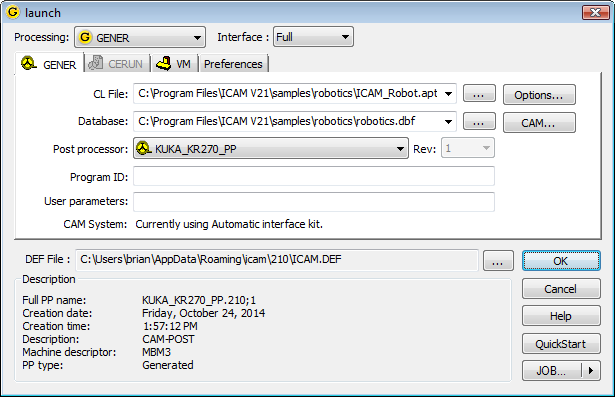 launch
Processing: GENER Interface : Full
GENER CERUN VM Preferences
CL File: C:\Program Files\ICAM V21\samples\robotics\ICAM_Robot.apt ... Options...
Database: C:\Program Files\ICAM V21\samples\robotics\robotics.dbf ... CAM...
Post processor: KUKA_KR270_PP Rev: 1
Program ID:
User parameters:
CAM System: Currently using Automatic interface kit.
DEF File : C:\Users\brian\AppData\Roaming\icam\210\ICAM.DEF ... OK
Description
Cancel
Full PP name: KUKA_KR270_PP.210;1
Creation date: Friday, October 24, 2014
Help
Creation time: 1:57:12 PM
Description: CAM-POST
QuickStart
Machine descriptor: MBM3
PP type: Generated
JOB...